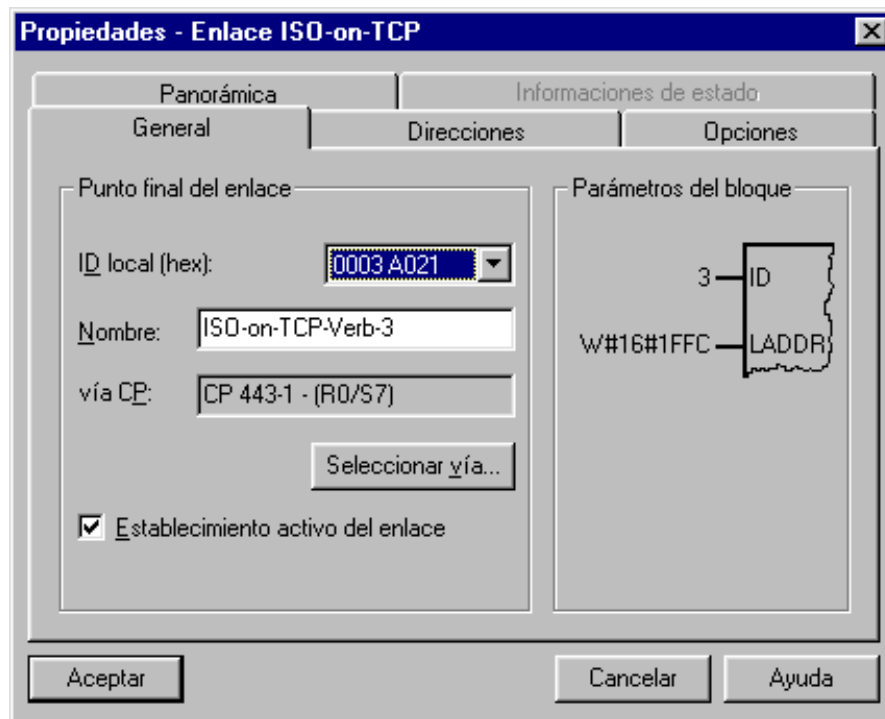 Propiedades - Enlace ISO-on-TCP
Panorámica
Informaciones de estado
General
Direcciones
Opciones
Punto final del enlace
ID local (hex):
0003 A021
Nombre:
ISO-on-TCP-Verb-3
vía CP:
CP 443-1 - (R0/S7)
Seleccionar vía...
Establecimiento activo del enlace
Parámetros del bloque
3
ID
W#16#1FFC
LADDR
Aceptar
Cancelar
Ayuda